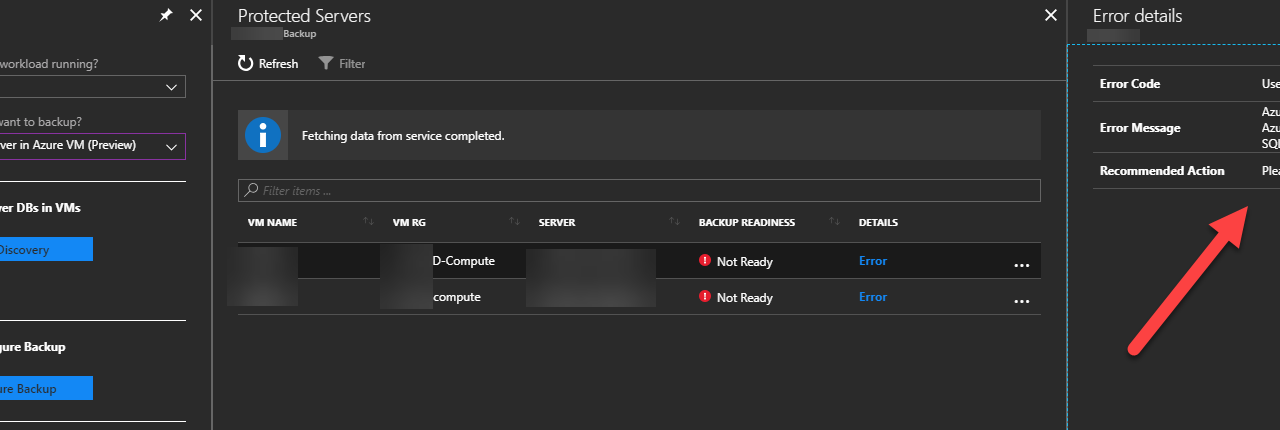 workload running?
want to backup?
ver in Azure VM (Preview)
ver DBs in VMs
Discovery
gure Backup
ure Backup
Protected Servers
Backup
Refresh Filter
Fetching data from service completed.
Filter items ...
VM NAME VM RG SERVER BACKUP READINESS DETAILS
D-Compute Not Ready Error ...
compute Not Ready Error ...
Error details
Error Code Use
Error Message Azu
Azu
SQL
Recommended Action Plea